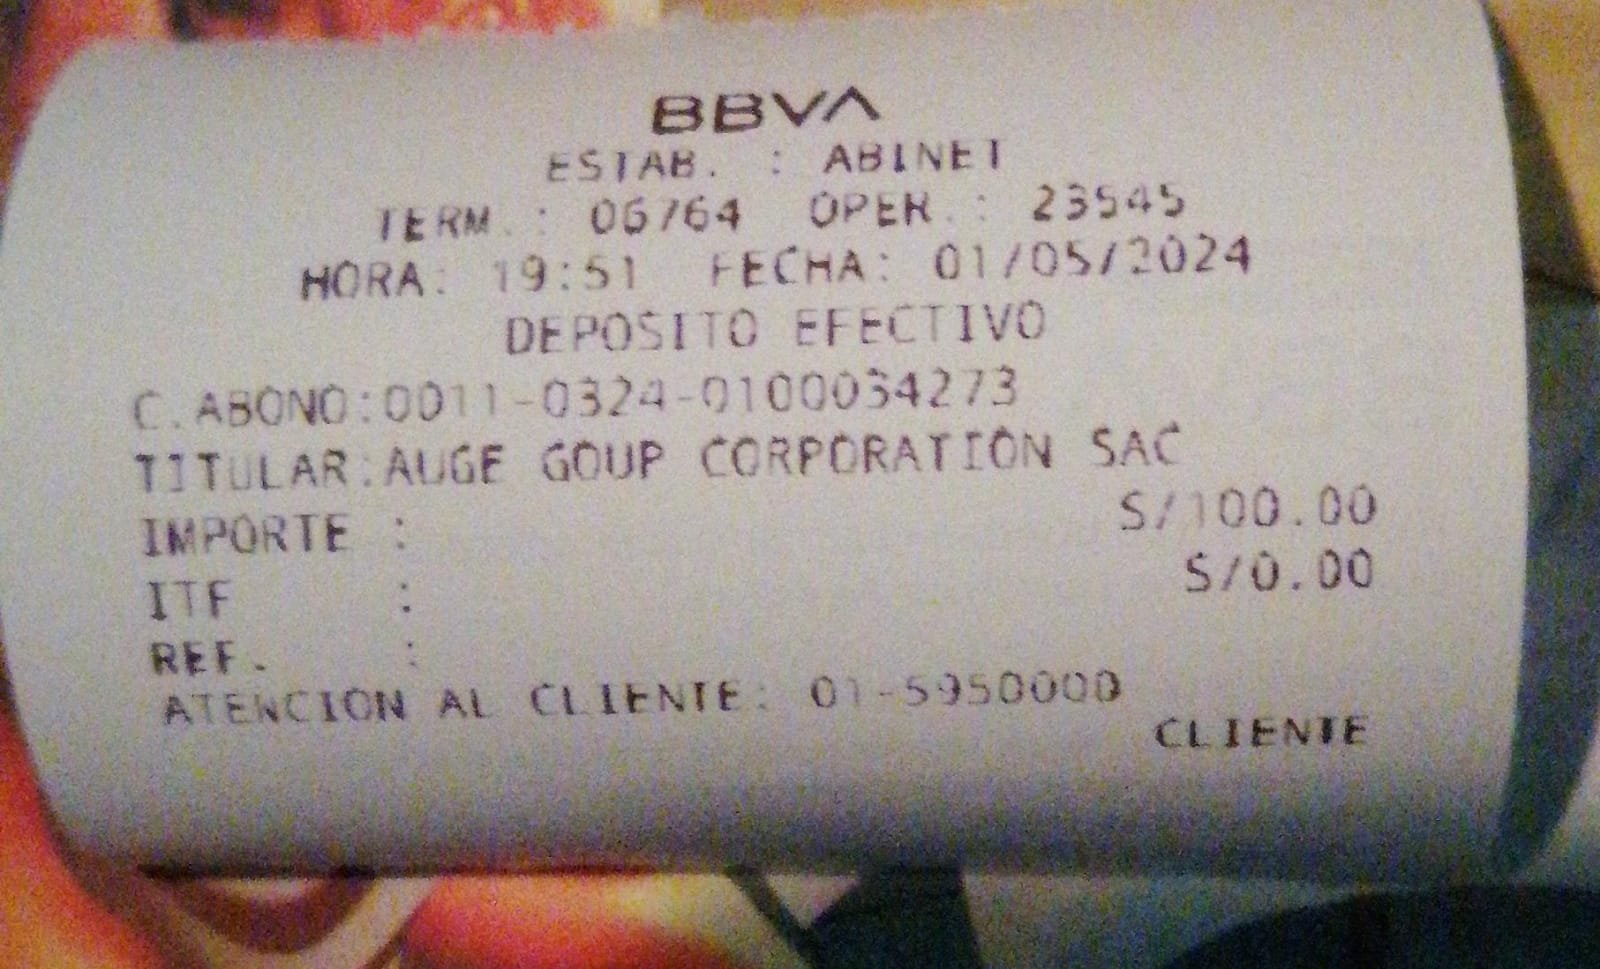 BBVA
ESTAB. : ABINET
TERM.: 06764 OPER.: 23545
HORA: 19:51 FECHA: 01/05/2024
DEPOSITO EFECTIVO
C.ABONO:0011-0324-0100034273
TITULAR:AUGE GOUP CORPORATION SAC
IMPORTE : S/100.00
ITF : S/0.00
REF. :
ATENCION AL CLIENTE: 01-5950000
CLIENTE